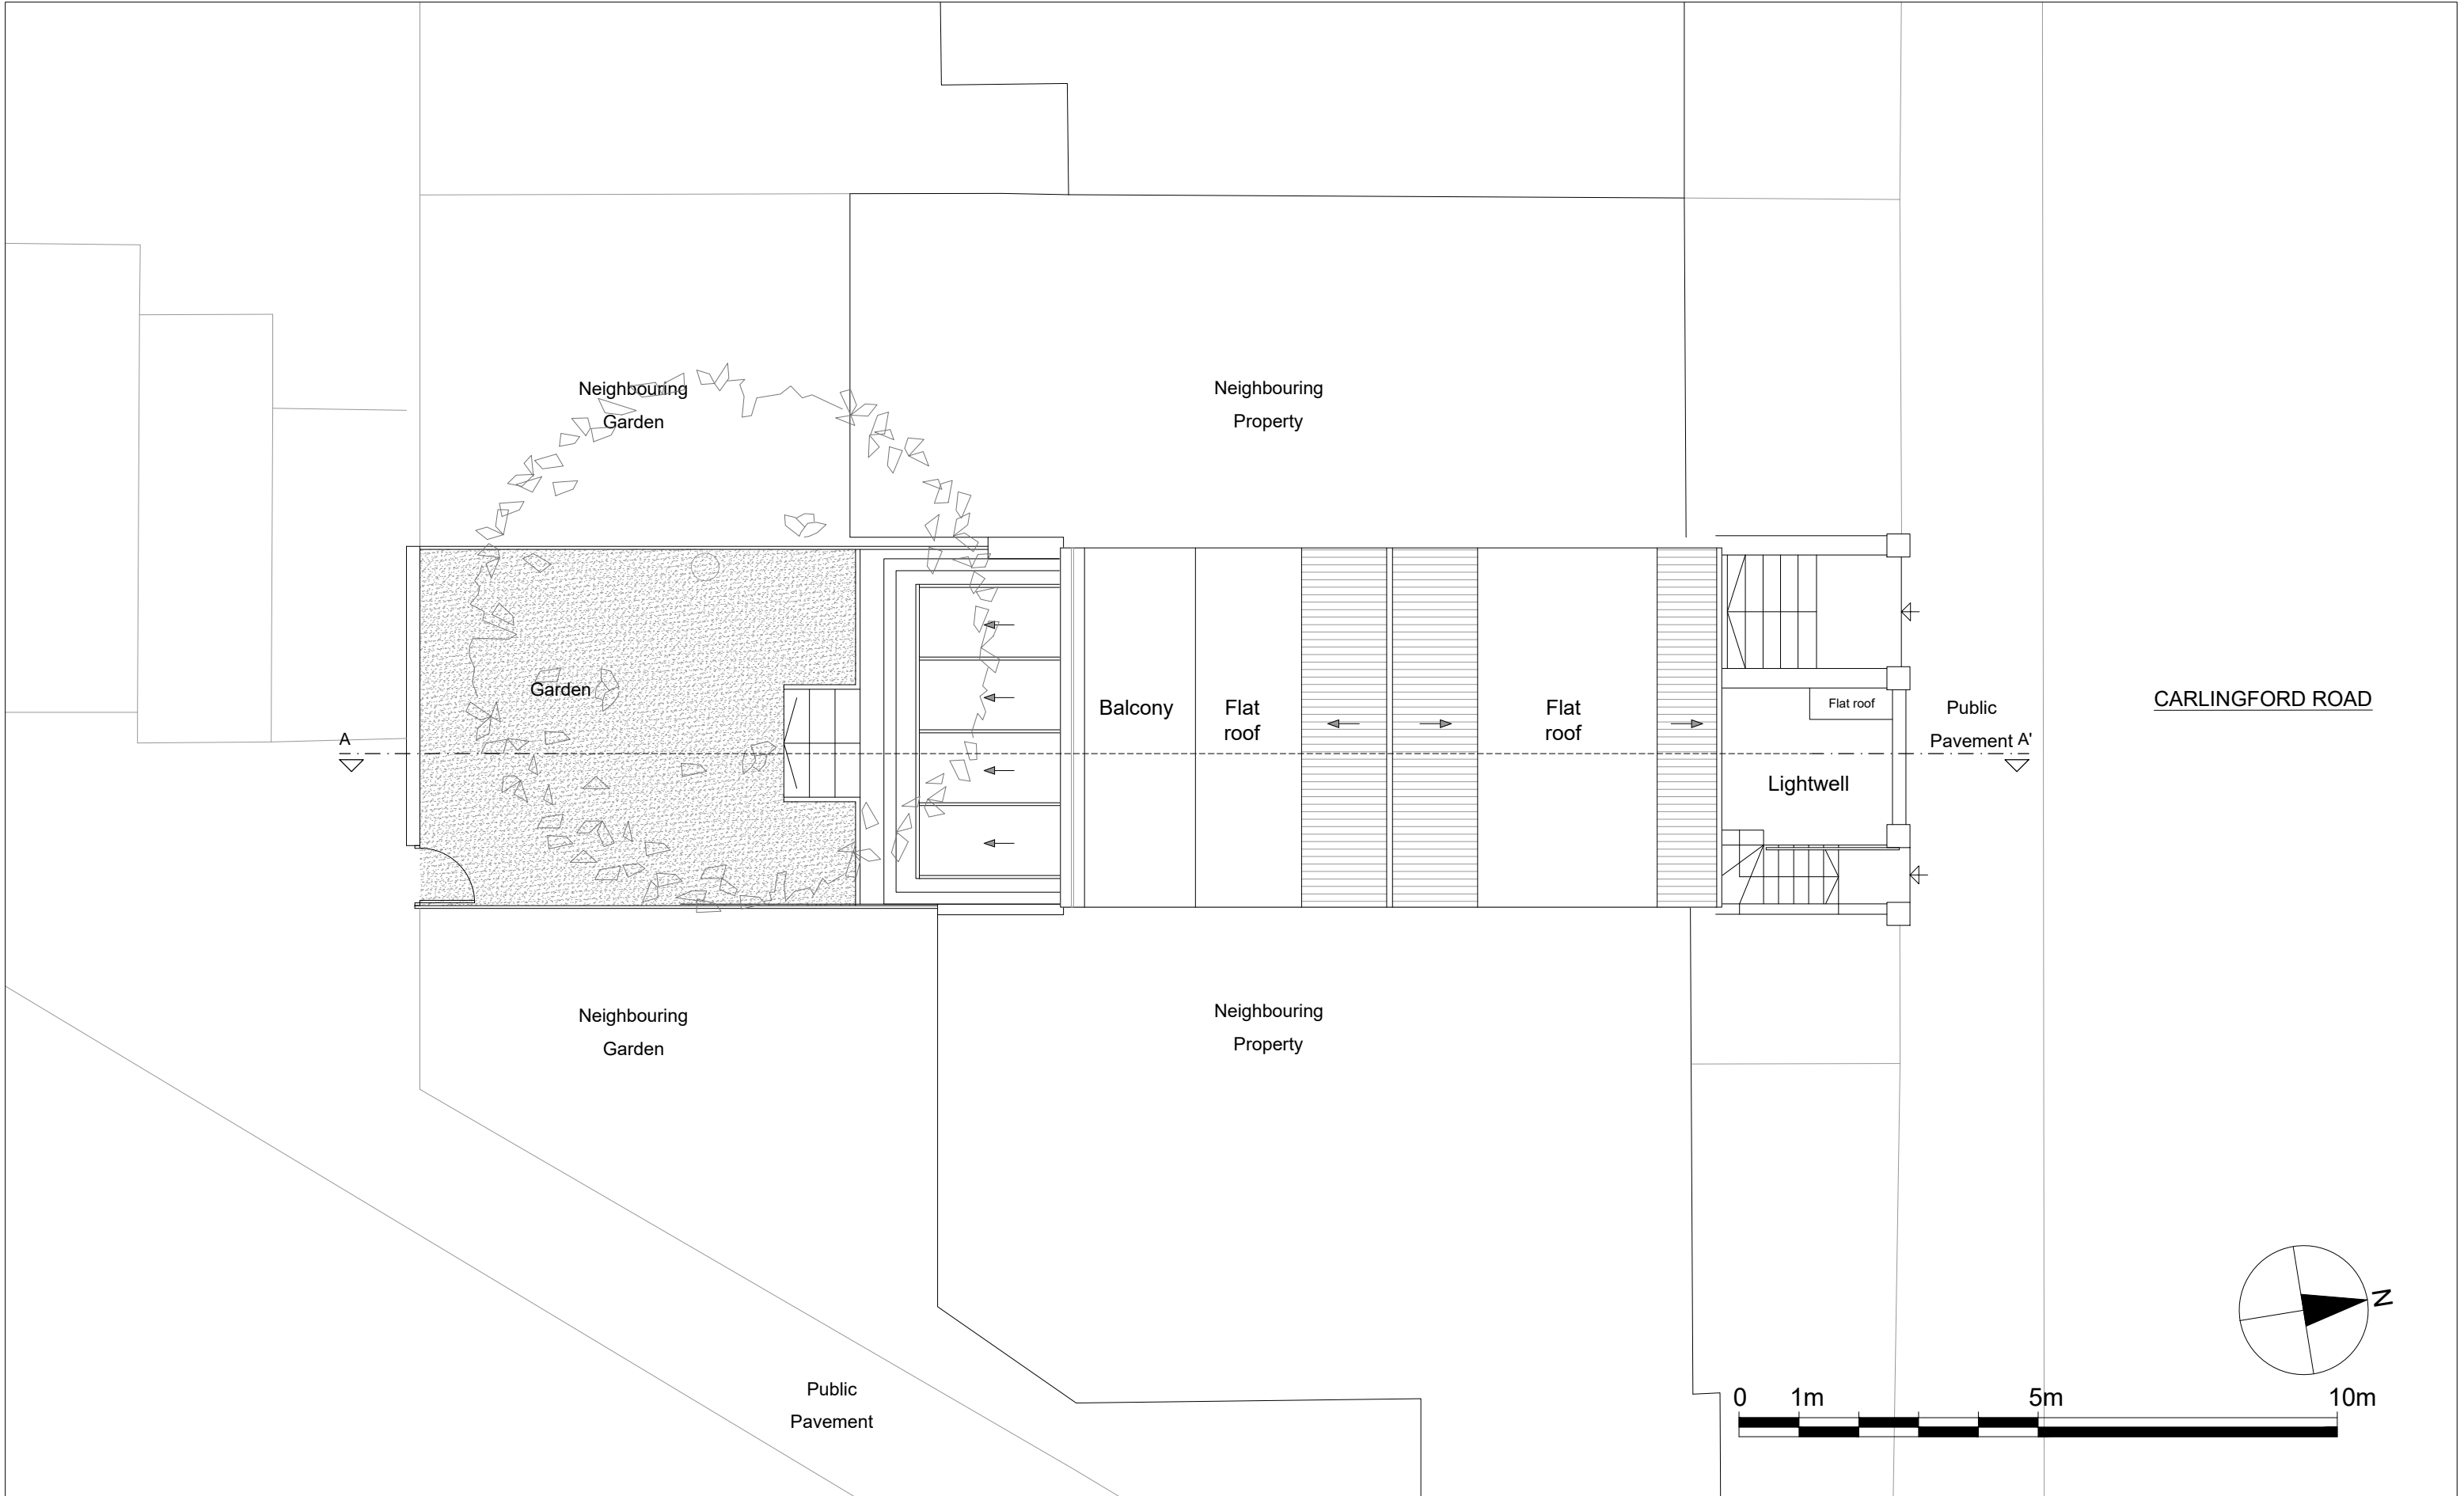 Neighbouring
Garden
Neighbouring
Property
Garden
A
Balcony
Flat
roof
Flat
roof
Flat roof
Lightwell
Public
Pavement
A'
CARLINGFORD ROAD
Neighbouring
Garden
Neighbouring
Property
Public
Pavement
N
0 1m 5m 10m